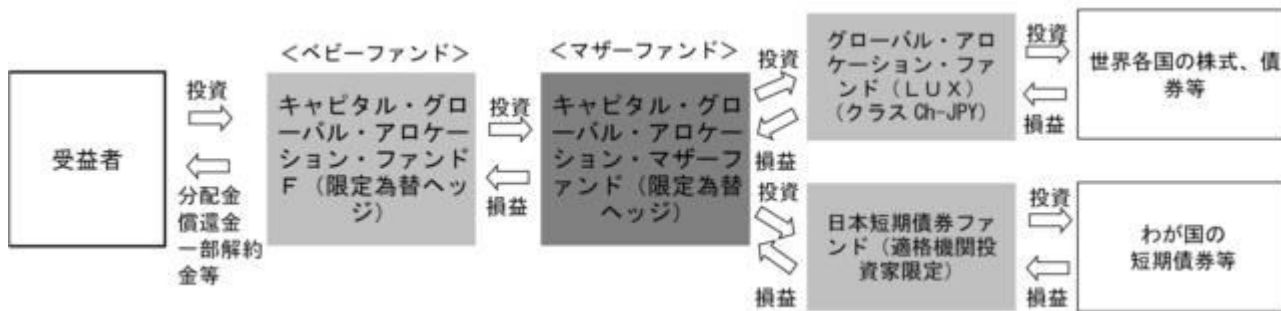 受益者
投資
分配金
償還金
一部解約
金等
＜ベビーファンド＞
キャピタル・グロ
ーバル・アロケー
ション・ファンド
Ｆ（限定為替ヘッ
ジ）
投資
損益
＜マザーファンド＞
キャピタル・グロ
ーバル・アロケー
ション・マザーフ
ァンド（限定為替
ヘッジ）
投資
損益
投資
損益
グローバル・アロ
ケーション・ファ
ンド（ＬＵＸ）
（クラス Ch-JPY）
投資
損益
世界各国の株式、債
券等
日本短期債券ファ
ンド（適格機関投
資家限定）
投資
損益
わが国の
短期債券等